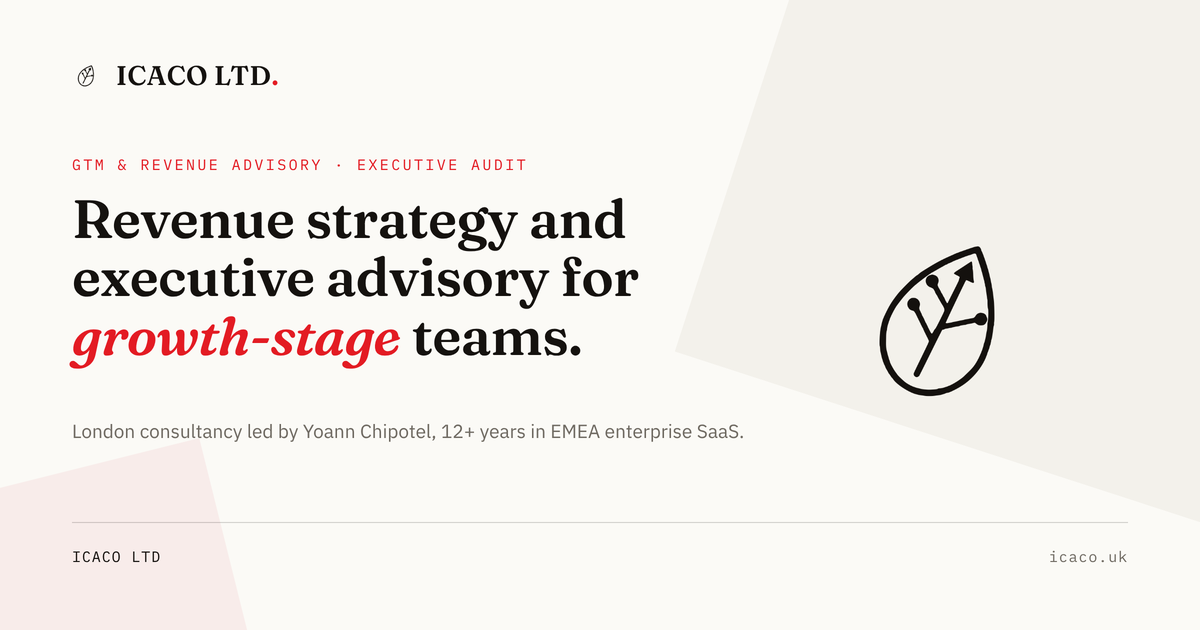 ICACO LTD.
GTM & REVENUE ADVISORY · EXECUTIVE AUDIT
Revenue strategy and
executive advisory for
growth-stage teams.
London consultancy led by Yoann Chipotel, 12+ years in EMEA enterprise SaaS.
ICACO LTD
icaco.uk